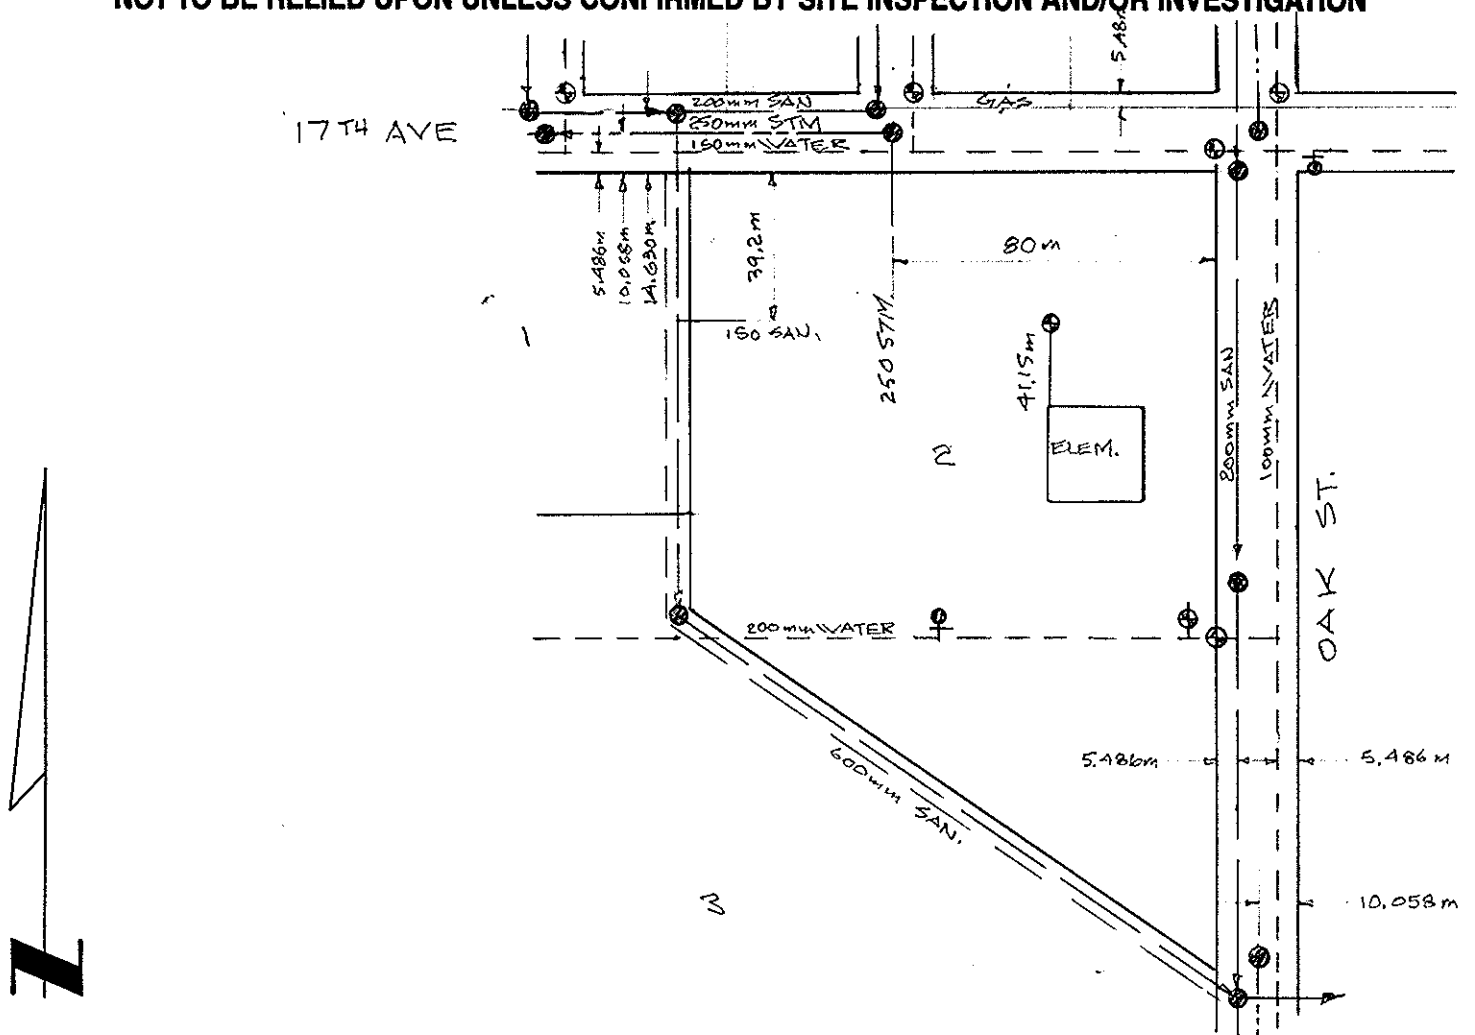 NOT TO BE RELIED UPON UNLESS CONFIRMED BY SITE INSPECTION AND/OR INVESTIGATION
17TH AVE
200mm SAN
250mm STM
150mm WATER
GAS
5.486m
10.058m
14.630m
39.2m
150 SAN.
250 STM.
80m
41.15m
ELEM.
200mm SAN
100mm WATER
OAK ST.
1
2
3
200mm WATER
600mm SAN.
5.486m
5.486m
10.058m
N